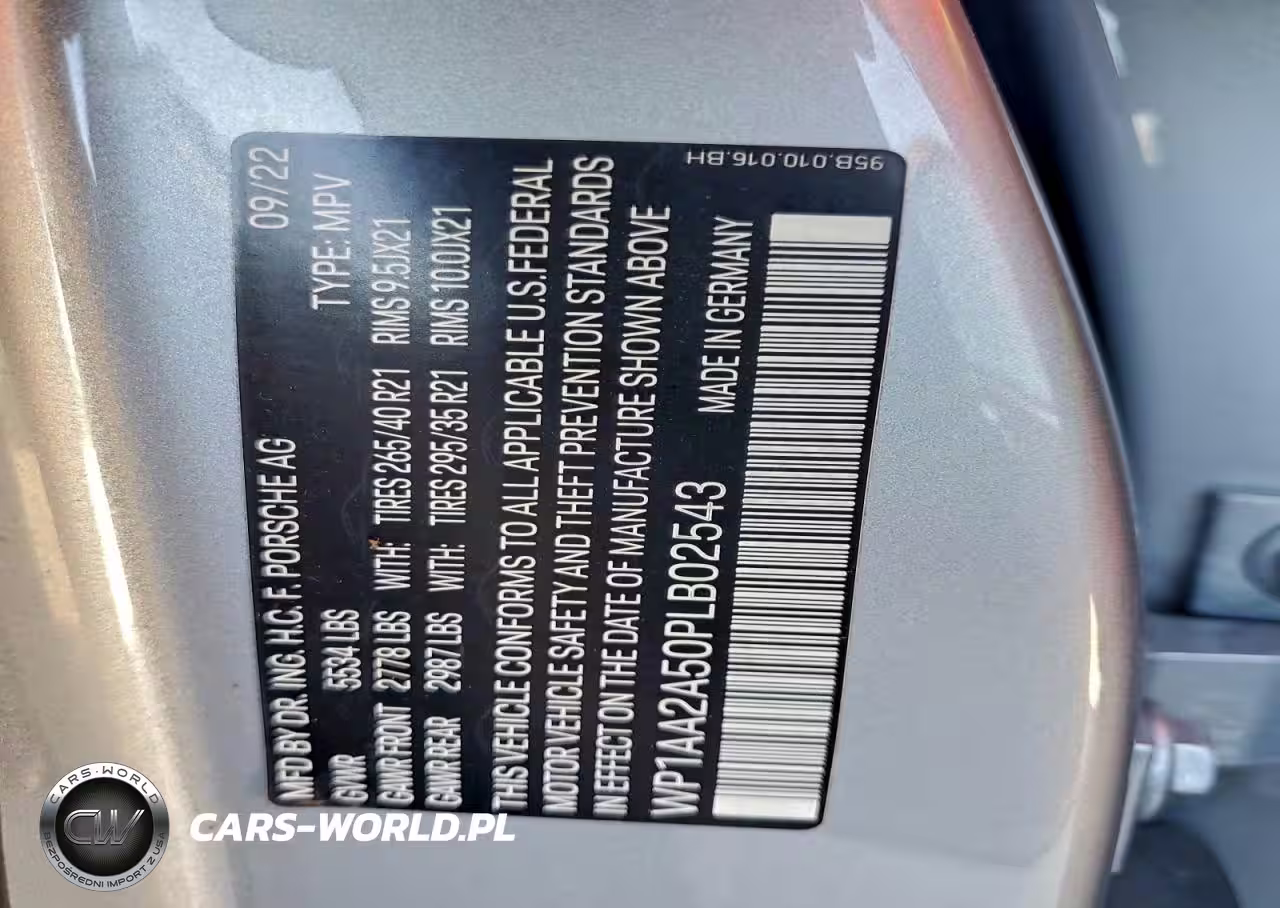 MFD BY DR. ING. H.C. F. PORSCHE AG 09/22
GVWR 5534 LBS TYPE: MPV
GAWR FRONT 2778 LBS WITH: TIRES 265/40 R21 RIMS 9.5JX21
GAWR REAR 2987 LBS WITH: TIRES 295/35 R21 RIMS 10.0JX21
THIS VEHICLE CONFORMS TO ALL APPLICABLE U.S. FEDERAL
MOTOR VEHICLE SAFETY AND THEFT PREVENTION STANDARDS
IN EFFECT ON THE DATE OF MANUFACTURE SHOWN ABOVE
WP1AA2A50PLB02543 MADE IN GERMANY
95B.010.016.BH
CARS-WORLD
CW
BEZPOŚREDNI IMPORT Z USA
CARS-WORLD.PL